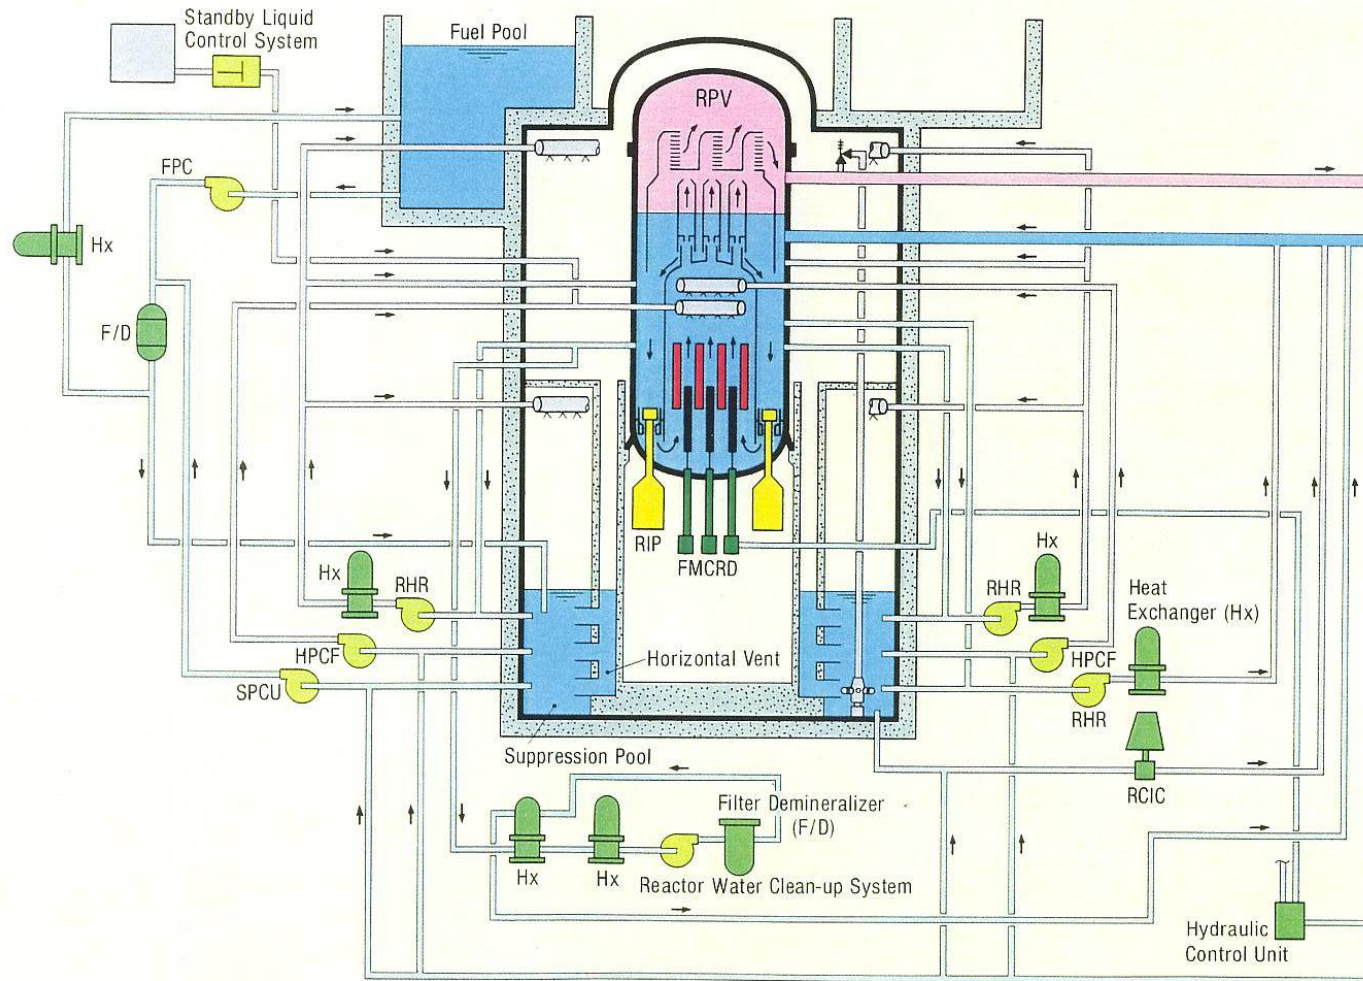 Standby Liquid
Control System
Fuel Pool
RPV
FPC
Hx
F/D
RIP
FMCRD
Hx
RHR
HPCF
SPCU
Horizontal Vent
Suppression Pool
Hx
RHR
Heat
Exchanger (Hx)
HPCF
RHR
RCIC
Filter Demineralizer
(F/D)
Hx
Hx
Reactor Water Clean-up System
Hydraulic
Control Unit